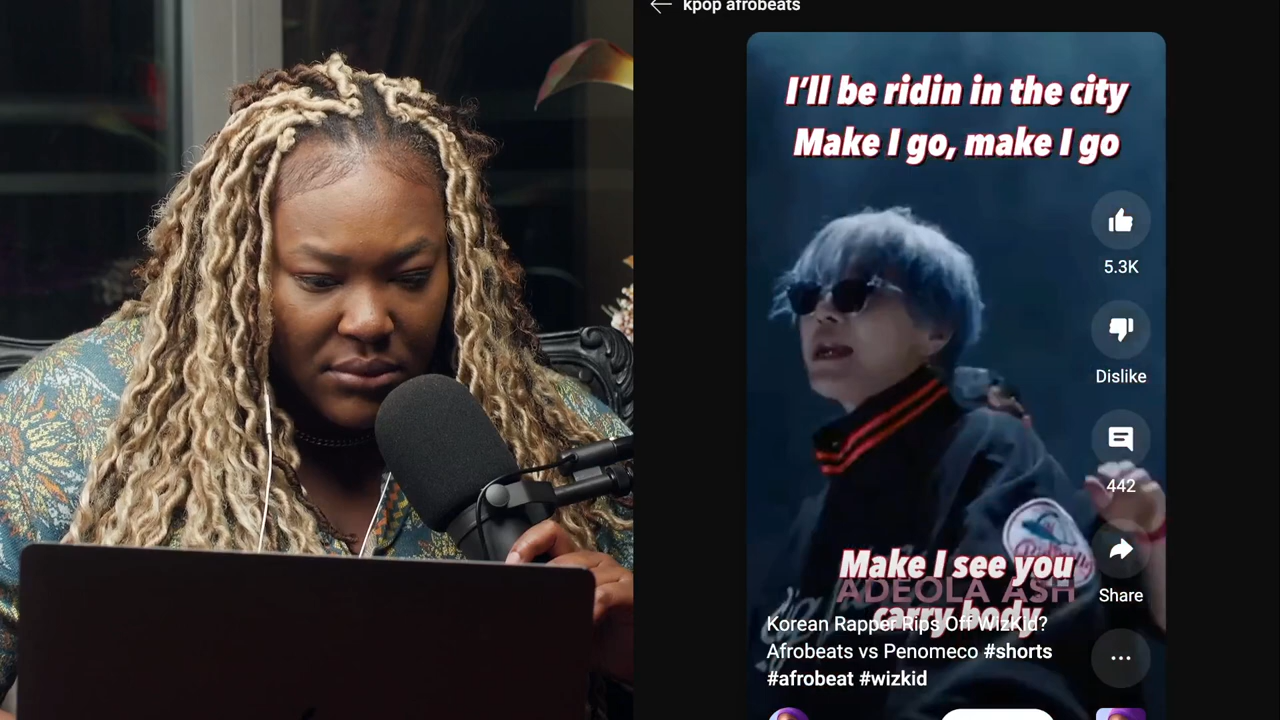 kpop afrobeats
I'll be ridin in the city
Make I go, make I go
5.3K
Dislike
442
Make I see you
ADEOLA ASH
carry body
Share
Korean Rapper Rips Off WizKid?
Afrobeats vs Penomeco #shorts
#afrobeat #wizkid